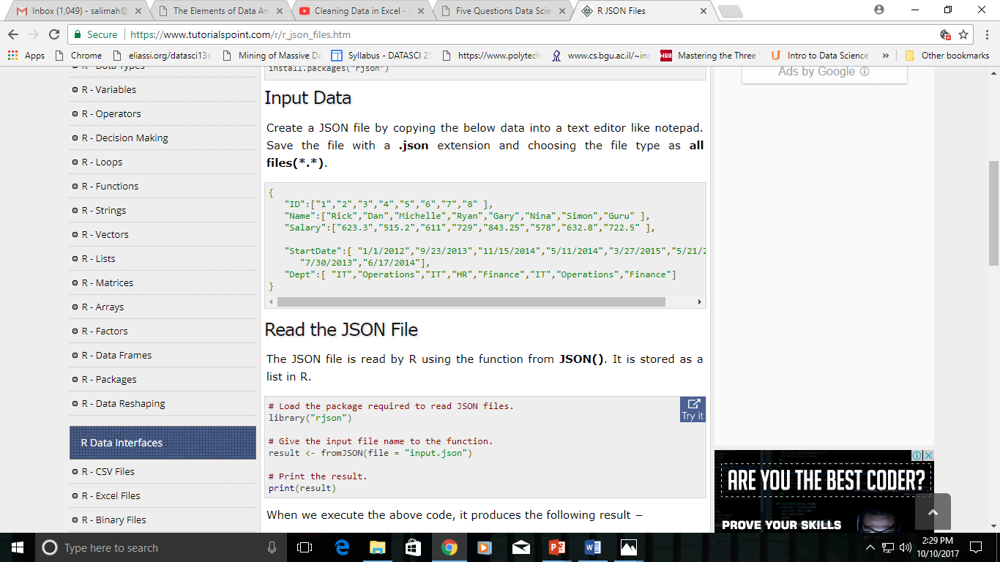 Inbox (1,049) - salimah@
The Elements of Data An
Cleaning Data in Excel - Y
Five Questions Data Scie
R JSON Files
Secure
https://www.tutorialspoint.com/r/r_json_files.htm
Apps
Chrome
eliassi.org/datasci13s
Mining of Massive Da
Syllabus - DATASCI 25
https://www.polytech
www.cs.bgu.ac.il/~inc
HBR
Mastering the Three
Intro to Data Science
»
Other bookmarks
R - Data Types
R - Variables
R - Operators
R - Decision Making
R - Loops
R - Functions
R - Strings
R - Vectors
R - Lists
R - Matrices
R - Arrays
R - Factors
R - Data Frames
R - Packages
R - Data Reshaping
R Data Interfaces
R - CSV Files
R - Excel Files
R - Binary Files
install.packages("rjson")
Input Data
Create a JSON file by copying the below data into a text editor like notepad.
Save the file with a .json extension and choosing the file type as all
files(*.*).
{
"ID":["1","2","3","4","5","6","7","8" ],
"Name":["Rick","Dan","Michelle","Ryan","Gary","Nina","Simon","Guru" ],
"Salary":["623.3","515.2","611","729","843.25","578","632.8","722.5" ],
"StartDate":[ "1/1/2012","9/23/2013","11/15/2014","5/11/2014","3/27/2015","5/21/2
"7/30/2013","6/17/2014"],
"Dept":[ "IT","Operations","IT","HR","Finance","IT","Operations","Finance"]
}
Read the JSON File
The JSON file is read by R using the function from JSON(). It is stored as a
list in R.
Try it
# Load the package required to read JSON files.
library("rjson")
# Give the input file name to the function.
result <- fromJSON(file = "input.json")
# Print the result.
print(result)
When we execute the above code, it produces the following result −
Ads by Google
ARE YOU THE BEST CODER?
PROVE YOUR SKILLS
Type here to search
2:29 PM
10/10/2017